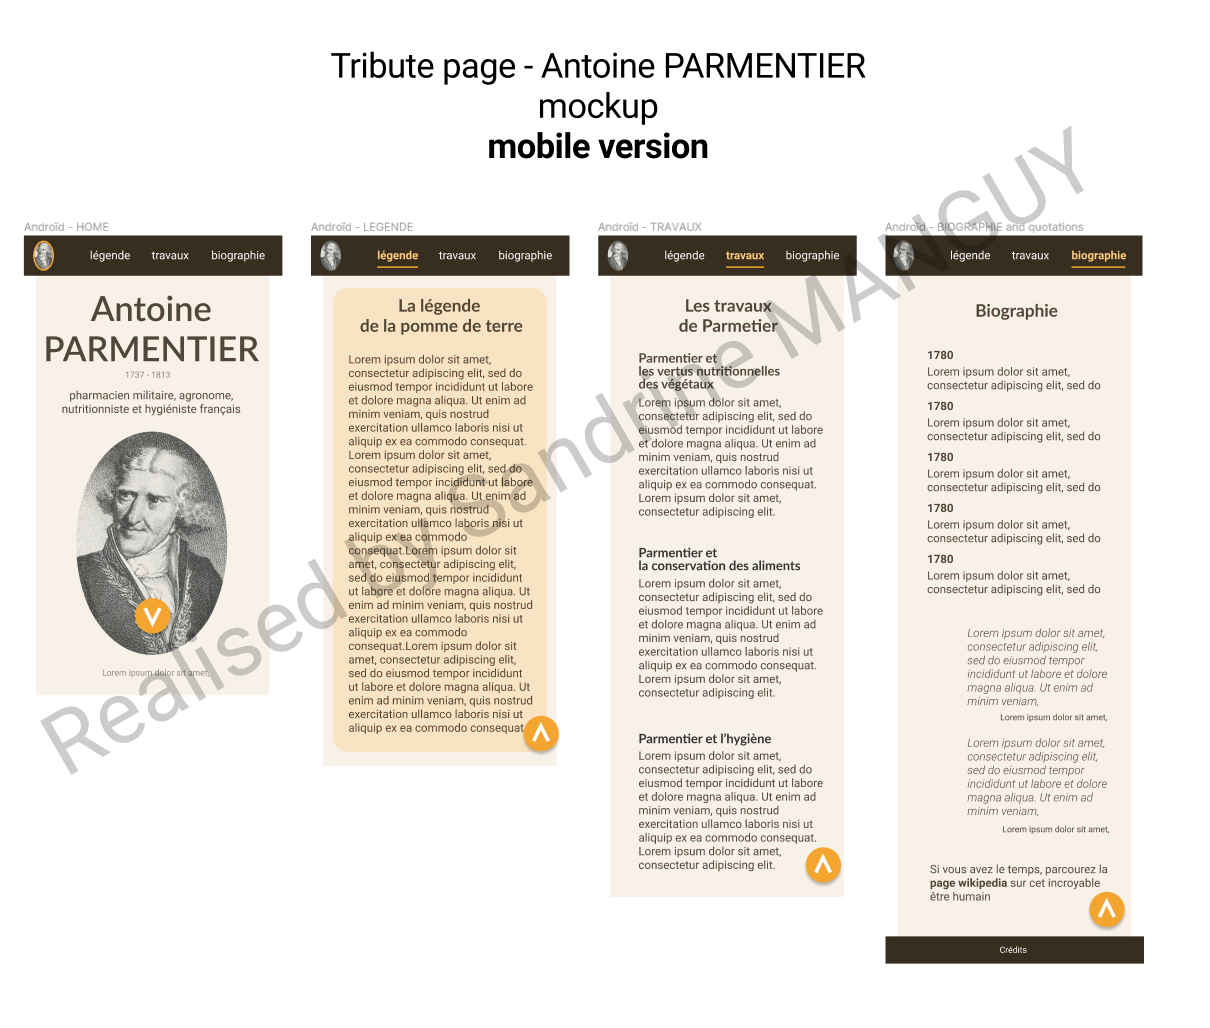 Tribute page - Antoine PARMENTIER
mockup
mobile version
Androïd - HOME
légende travaux biographie
Antoine
PARMENTIER
1737 - 1813
pharmacien militaire, agronome,
nutritionniste et hygiéniste français
Lorem ipsum dolor sit amet,
Androïd - LEGENDE
légende travaux biographie
La légende
de la pomme de terre
Lorem ipsum dolor sit amet,
consectetur adipiscing elit, sed do
eiusmod tempor incididunt ut labore
et dolore magna aliqua. Ut enim ad
minim veniam, quis nostrud
exercitation ullamco laboris nisi ut
aliquip ex ea commodo consequat.
Lorem ipsum dolor sit amet,
consectetur adipiscing elit, sed do
eiusmod tempor incididunt ut labore
et dolore magna aliqua. Ut enim ad
minim veniam, quis nostrud
exercitation ullamco laboris nisi ut
aliquip ex ea commodo
consequat.Lorem ipsum dolor sit
amet, consectetur adipiscing elit,
sed do eiusmod tempor incididunt
ut labore et dolore magna aliqua. Ut
enim ad minim veniam, quis nostrud
exercitation ullamco laboris nisi ut
aliquip ex ea commodo
consequat.Lorem ipsum dolor sit
amet, consectetur adipiscing elit,
sed do eiusmod tempor incididunt
ut labore et dolore magna aliqua. Ut
enim ad minim veniam, quis nostrud
exercitation ullamco laboris nisi ut
aliquip ex ea commodo consequat
Androïd - TRAVAUX
légende travaux biographie
Les travaux
de Parmetier
Parmentier et
les vertus nutritionnelles
des végétaux
Lorem ipsum dolor sit amet,
consectetur adipiscing elit, sed do
eiusmod tempor incididunt ut labore
et dolore magna aliqua. Ut enim ad
minim veniam, quis nostrud
exercitation ullamco laboris nisi ut
aliquip ex ea commodo consequat.
Lorem ipsum dolor sit amet,
consectetur adipiscing elit.
Parmentier et
la conservation des aliments
Lorem ipsum dolor sit amet,
consectetur adipiscing elit, sed do
eiusmod tempor incididunt ut labore
et dolore magna aliqua. Ut enim ad
minim veniam, quis nostrud
exercitation ullamco laboris nisi ut
aliquip ex ea commodo consequat.
Lorem ipsum dolor sit amet,
consectetur adipiscing elit.
Parmentier et l'hygiène
Lorem ipsum dolor sit amet,
consectetur adipiscing elit, sed do
eiusmod tempor incididunt ut labore
et dolore magna aliqua. Ut enim ad
minim veniam, quis nostrud
exercitation ullamco laboris nisi ut
aliquip ex ea commodo consequat.
Lorem ipsum dolor sit amet,
consectetur adipiscing elit.
Androïd - BIOGRAPHIE and quotations
légende travaux biographie
Biographie
1780
Lorem ipsum dolor sit amet,
consectetur adipiscing elit, sed do
1780
Lorem ipsum dolor sit amet,
consectetur adipiscing elit, sed do
1780
Lorem ipsum dolor sit amet,
consectetur adipiscing elit, sed do
1780
Lorem ipsum dolor sit amet,
consectetur adipiscing elit, sed do
1780
Lorem ipsum dolor sit amet,
consectetur adipiscing elit, sed do
Lorem ipsum dolor sit amet,
consectetur adipiscing elit,
sed do eiusmod tempor
incididunt ut labore et dolore
magna aliqua. Ut enim ad
minim veniam,
Lorem ipsum dolor sit amet,
Lorem ipsum dolor sit amet,
consectetur adipiscing elit,
sed do eiusmod tempor
incididunt ut labore et dolore
magna aliqua. Ut enim ad
minim veniam,
Lorem ipsum dolor sit amet,
Si vous avez le temps, parcourez la
page wikipedia sur cet incroyable
être humain
Crédits
Realised by Sandrine MANGUY